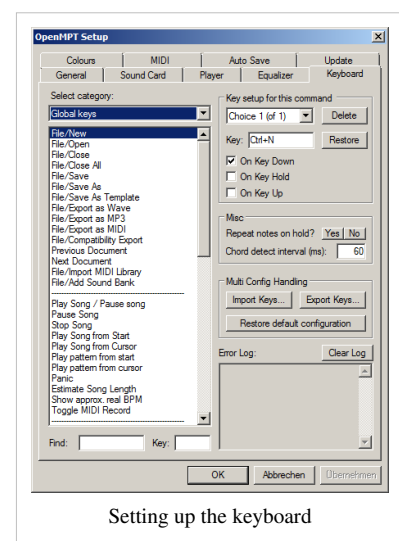 OpenMPT Setup
Colours MIDI Auto Save Update
General Sound Card Player Equalizer Keyboard
Select category:
Global keys
File/New
File/Open
File/Close
File/Close All
File/Save
File/Save As
File/Save As Template
File/Export as Wave
File/Export as MP3
File/Export as MIDI
File/Compatibility Export
Previous Document
Next Document
File/Import MIDI Library
File/Add Sound Bank
Play Song / Pause song
Pause Song
Stop Song
Play Song from Start
Play Song from Cursor
Play pattern from start
Play pattern from cursor
Panic
Estimate Song Length
Show approx. real BPM
Toggle MIDI Record
Find: Key:
Key setup for this command
Choice 1 (of 1) Delete
Key: Ctrl+N Restore
On Key Down
On Key Hold
On Key Up
Misc
Repeat notes on hold? Yes No
Chord detect interval (ms): 60
Multi Config Handling
Import Keys... Export Keys...
Restore default configuration
Error Log: Clear Log
OK Abbrechen Übernehmen
Setting up the keyboard